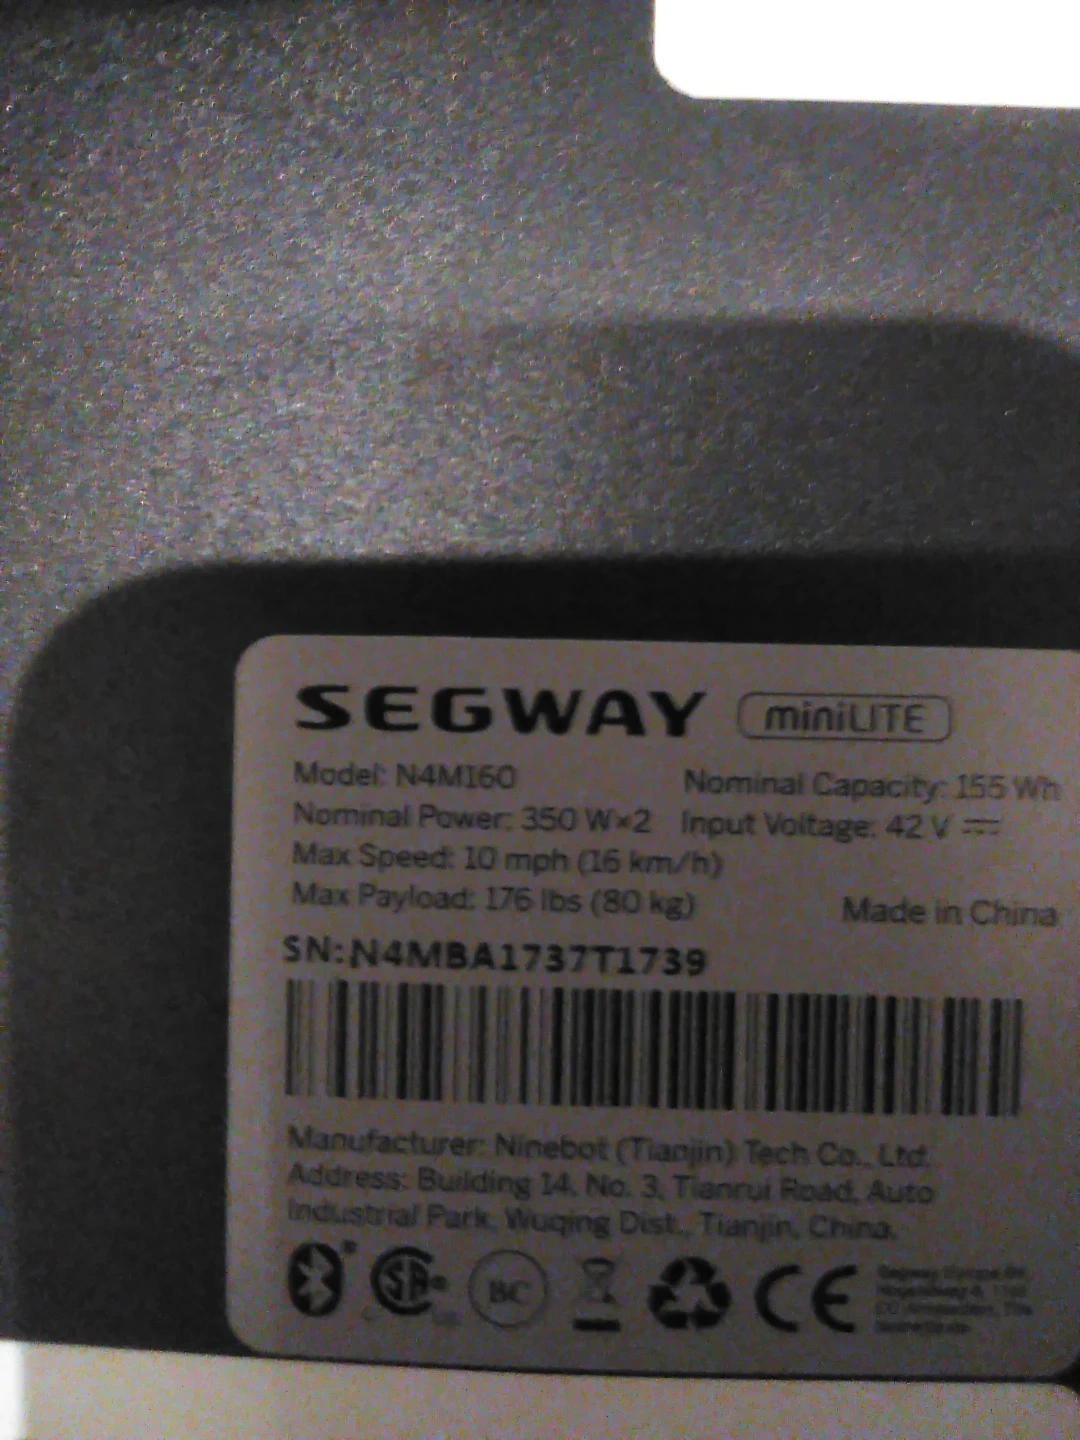 SEGWAY miniLITE
Model: N4M160 Nominal Capacity: 155 Wh
Nominal Power: 350 W×2 Input Voltage: 42 V ⎓
Max Speed: 10 mph (16 km/h)
Max Payload: 176 lbs (80 kg) Made in China
SN:N4MBA1737T1739
Manufacturer: Ninebot (Tianjin) Tech Co., Ltd.
Address: Building 14, No. 3, Tianrui Road, Auto
Industrial Park, Wuqing Dist., Tianjin, China.
SA BC CE